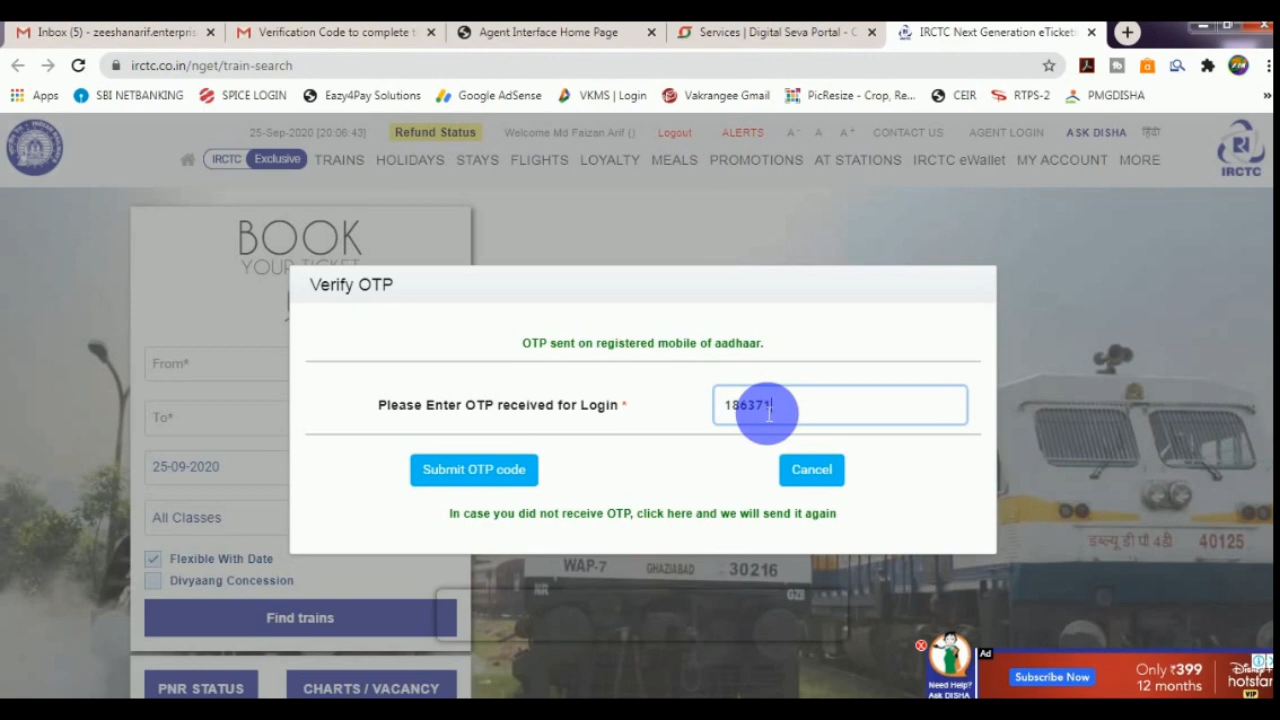 Inbox (5) - zeeshanarif.enterpris
Verification Code to complete t
Agent Interface Home Page
Services | Digital Seva Portal - C
IRCTC Next Generation eTicketi
irctc.co.in/nget/train-search
Apps
SBI NETBANKING
SPICE LOGIN
Eazy4Pay Solutions
Google AdSense
VKMS | Login
Vakrangee Gmail
PicResize - Crop, Re...
CEIR
RTPS-2
PMGDISHA
25-Sep-2020 [20:06:43]
Refund Status
Welcome Md Faizan Arif ()
Logout
ALERTS
A-
A
A+
CONTACT US
AGENT LOGIN
ASK DISHA
हिंदी
IRCTC Exclusive
TRAINS
HOLIDAYS
STAYS
FLIGHTS
LOYALTY
MEALS
PROMOTIONS
AT STATIONS
IRCTC eWallet
MY ACCOUNT
MORE
IRCTC
BOOK
YOUR
Verify OTP
OTP sent on registered mobile of aadhaar.
From*
Please Enter OTP received for Login *
186371
To*
25-09-2020
Submit OTP code
Cancel
All Classes
In case you did not receive OTP, click here and we will send it again
Flexible With Date
Divyaang Concession
Find trains
PNR STATUS
CHARTS / VACANCY
WAP-7
GHAZIABAD
30216
NR
GZB
डब्ल्यू डी पी 4डी
40125
Need Help?
Ask DISHA
Ad
Subscribe Now
Only ₹399
12 months
Disney+
hotstar
VIP